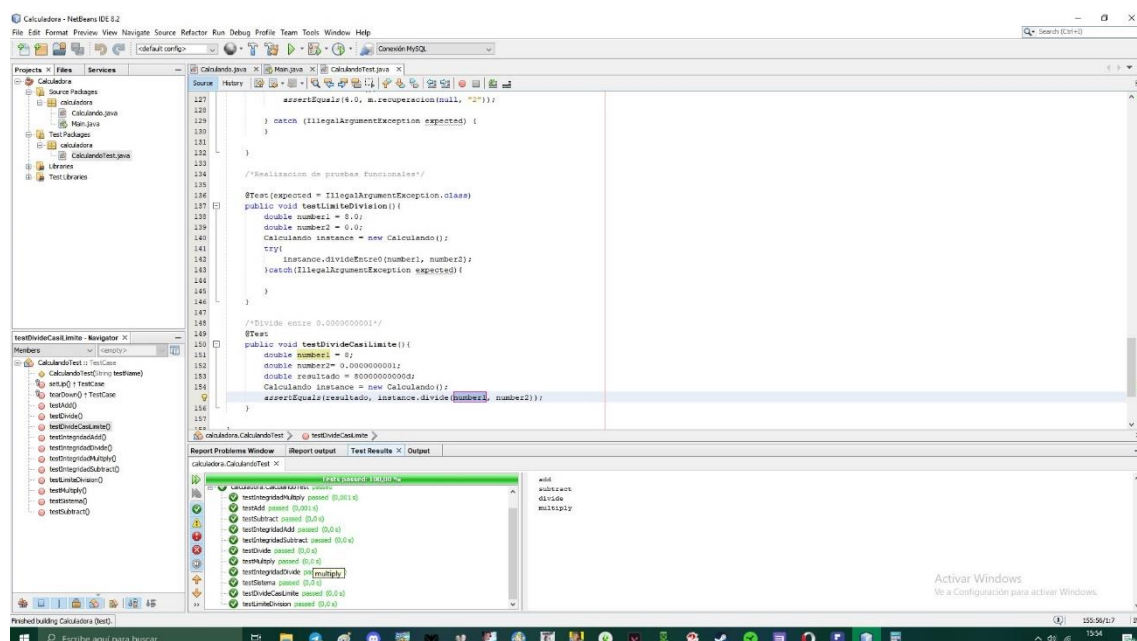 Calculadora - NetBeans IDE 8.2
File Edit Format Preview View Navigate Source Refactor Run Debug Profile Team Tools Window Help
Search (Ctrl+I)
<default config>
Conexión MySQL
Projects Files Services
Calculadora
Source Packages
calculadora
Calculando.java
Main.java
Test Packages
calculadora
CalculandoTest.java
Libraries
Test Libraries
Calculando.java Main.java CalculandoTest.java
Source History
127 assertEquals(6.0, m.recuperacion(null, "2"));
128
129 } catch (IllegalArgumentException expected) {
130 }
131
132 }
133
134 /*Realizacion de pruebas funcionales*/
135
136 @Test(expected = IllegalArgumentException.class)
137 public void testLimiteDivision(){
138 double number1 = 8.0;
139 double number2 = 0.0;
140 Calculando instance = new Calculando();
141 try{
142 instance.divideEntre0(number1, number2);
143 }catch(IllegalArgumentException expected){
144
145 }
146 }
147
148 /*Divide entre 0.0000000001*/
149 @Test
150 public void testDivideCasiLimite(){
151 double number1 = 8;
152 double number2= 0.0000000001;
153 double resultado = 80000000000d;
154 Calculando instance = new Calculando();
assertEquals(resultado, instance.divide(number1, number2));
156 }
157
calculadora.CalculandoTest testDivideCasiLimite
testDivideCasiLimite - Navigator
Members <empty>
CalculandoTest :: TestCase
CalculandoTest(String testName)
setUp() ↑ TestCase
tearDown() ↑ TestCase
testAdd()
testDivide()
testDivideCasiLimite()
testIntegridadAdd()
testIntegridadDivide()
testIntegridadMultiply()
testIntegridadSubtract()
testLimiteDivision()
testMultiply()
testSistema()
testSubtract()
Report Problems Window iReport output Test Results Output
calculadora.CalculandoTest
Tests passed: 100,00 %
calculadora.CalculandoTest passed
testIntegridadMultiply passed (0,001 s)
testAdd passed (0,001 s)
testSubtract passed (0,0 s)
testIntegridadAdd passed (0,0 s)
testIntegridadSubtract passed (0,0 s)
testDivide passed (0,0 s)
testMultiply passed (0,0 s)
testIntegridadDivide multiply
testSistema passed (0,0 s)
testDivideCasiLimite passed (0,0 s)
testLimiteDivision passed (0,0 s)
add
subtract
divide
multiply
Activar Windows
Ve a Configuración para activar Windows.
Finished building Calculadora (test).
155:56/1:7
Escribe aquí para buscar
15:54